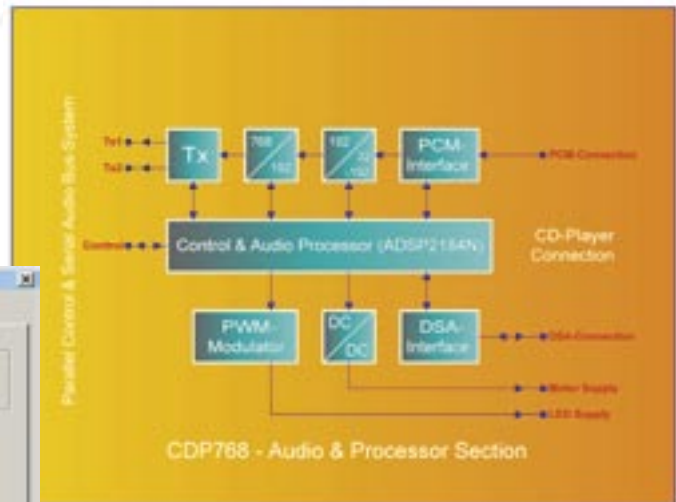 Parallel Control & Serial Audio Bus System
Tx1
Tx2
Tx
768
192
192
32
..192
PCM-
Interface
PCM-Connection
Control
Control & Audio Processor (ADSP2184N)
CD-Player
Connection
PWM-
Modulator
DC
DC
DSA-
Interface
DSA-Connection
Motor Supply
LED Supply
CDP768 - Audio & Processor Section